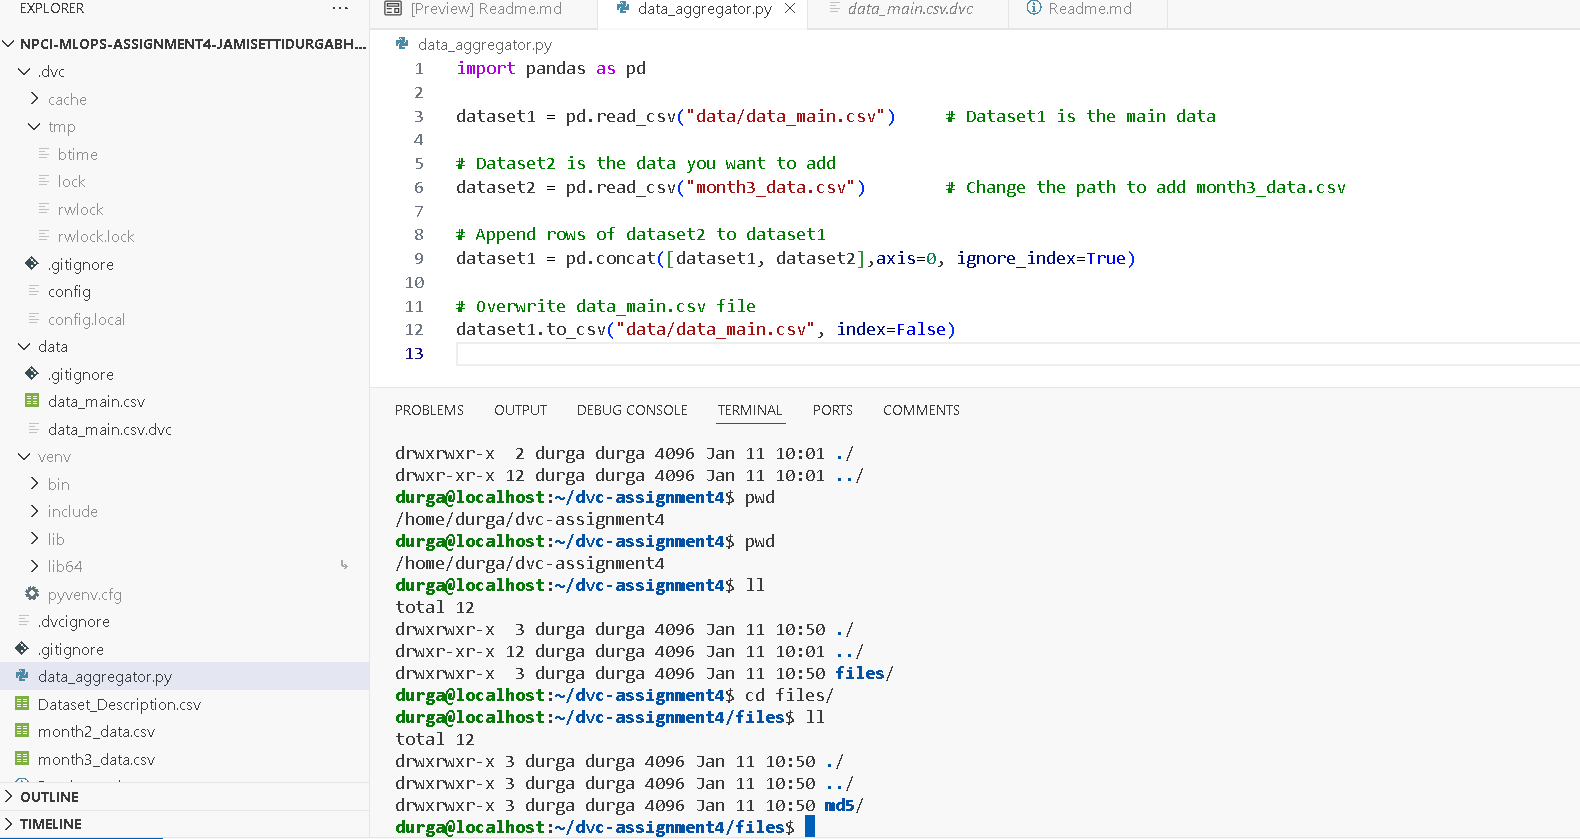 EXPLORER
...
NPCI-MLOPS-ASSIGNMENT4-JAMISETTIDURGABH...
.dvc
cache
tmp
btime
lock
rwlock
rwlock.lock
.gitignore
config
config.local
data
.gitignore
data_main.csv
data_main.csv.dvc
venv
bin
include
lib
lib64
pyvenv.cfg
.dvcignore
.gitignore
data_aggregator.py
Dataset_Description.csv
month2_data.csv
month3_data.csv
OUTLINE
TIMELINE
[Preview] Readme.md
data_aggregator.py
data_main.csv.dvc
Readme.md
data_aggregator.py
1 import pandas as pd
2
3 dataset1 = pd.read_csv("data/data_main.csv")     # Dataset1 is the main data
4
5 # Dataset2 is the data you want to add
6 dataset2 = pd.read_csv("month3_data.csv")        # Change the path to add month3_data.csv
7
8 # Append rows of dataset2 to dataset1
9 dataset1 = pd.concat([dataset1, dataset2],axis=0, ignore_index=True)
10
11 # Overwrite data_main.csv file
12 dataset1.to_csv("data/data_main.csv", index=False)
13
PROBLEMS OUTPUT DEBUG CONSOLE TERMINAL PORTS COMMENTS
drwxrwxr-x  2 durga durga 4096 Jan 11 10:01 ./
drwxr-xr-x 12 durga durga 4096 Jan 11 10:01 ../
durga@localhost:~/dvc-assignment4$ pwd
/home/durga/dvc-assignment4
durga@localhost:~/dvc-assignment4$ pwd
/home/durga/dvc-assignment4
durga@localhost:~/dvc-assignment4$ ll
total 12
drwxrwxr-x  3 durga durga 4096 Jan 11 10:50 ./
drwxr-xr-x 12 durga durga 4096 Jan 11 10:01 ../
drwxrwxr-x  3 durga durga 4096 Jan 11 10:50 files/
durga@localhost:~/dvc-assignment4$ cd files/
durga@localhost:~/dvc-assignment4/files$ ll
total 12
drwxrwxr-x 3 durga durga 4096 Jan 11 10:50 ./
drwxrwxr-x 3 durga durga 4096 Jan 11 10:50 ../
drwxrwxr-x 3 durga durga 4096 Jan 11 10:50 md5/
durga@localhost:~/dvc-assignment4/files$